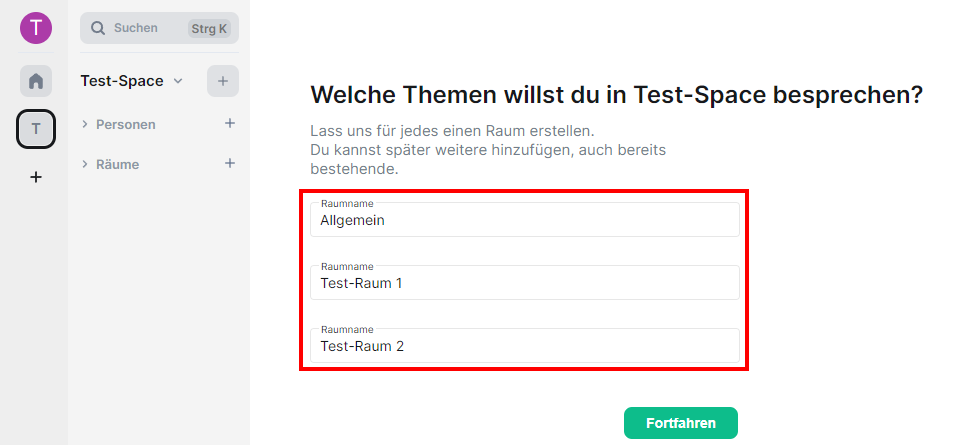 T
Suchen
Strg K
Test-Space
T
Personen
Räume
Welche Themen willst du in Test-Space besprechen?
Lass uns für jedes einen Raum erstellen.
Du kannst später weitere hinzufügen, auch bereits
bestehende.
Raumname
Allgemein
Raumname
Test-Raum 1
Raumname
Test-Raum 2
Fortfahren